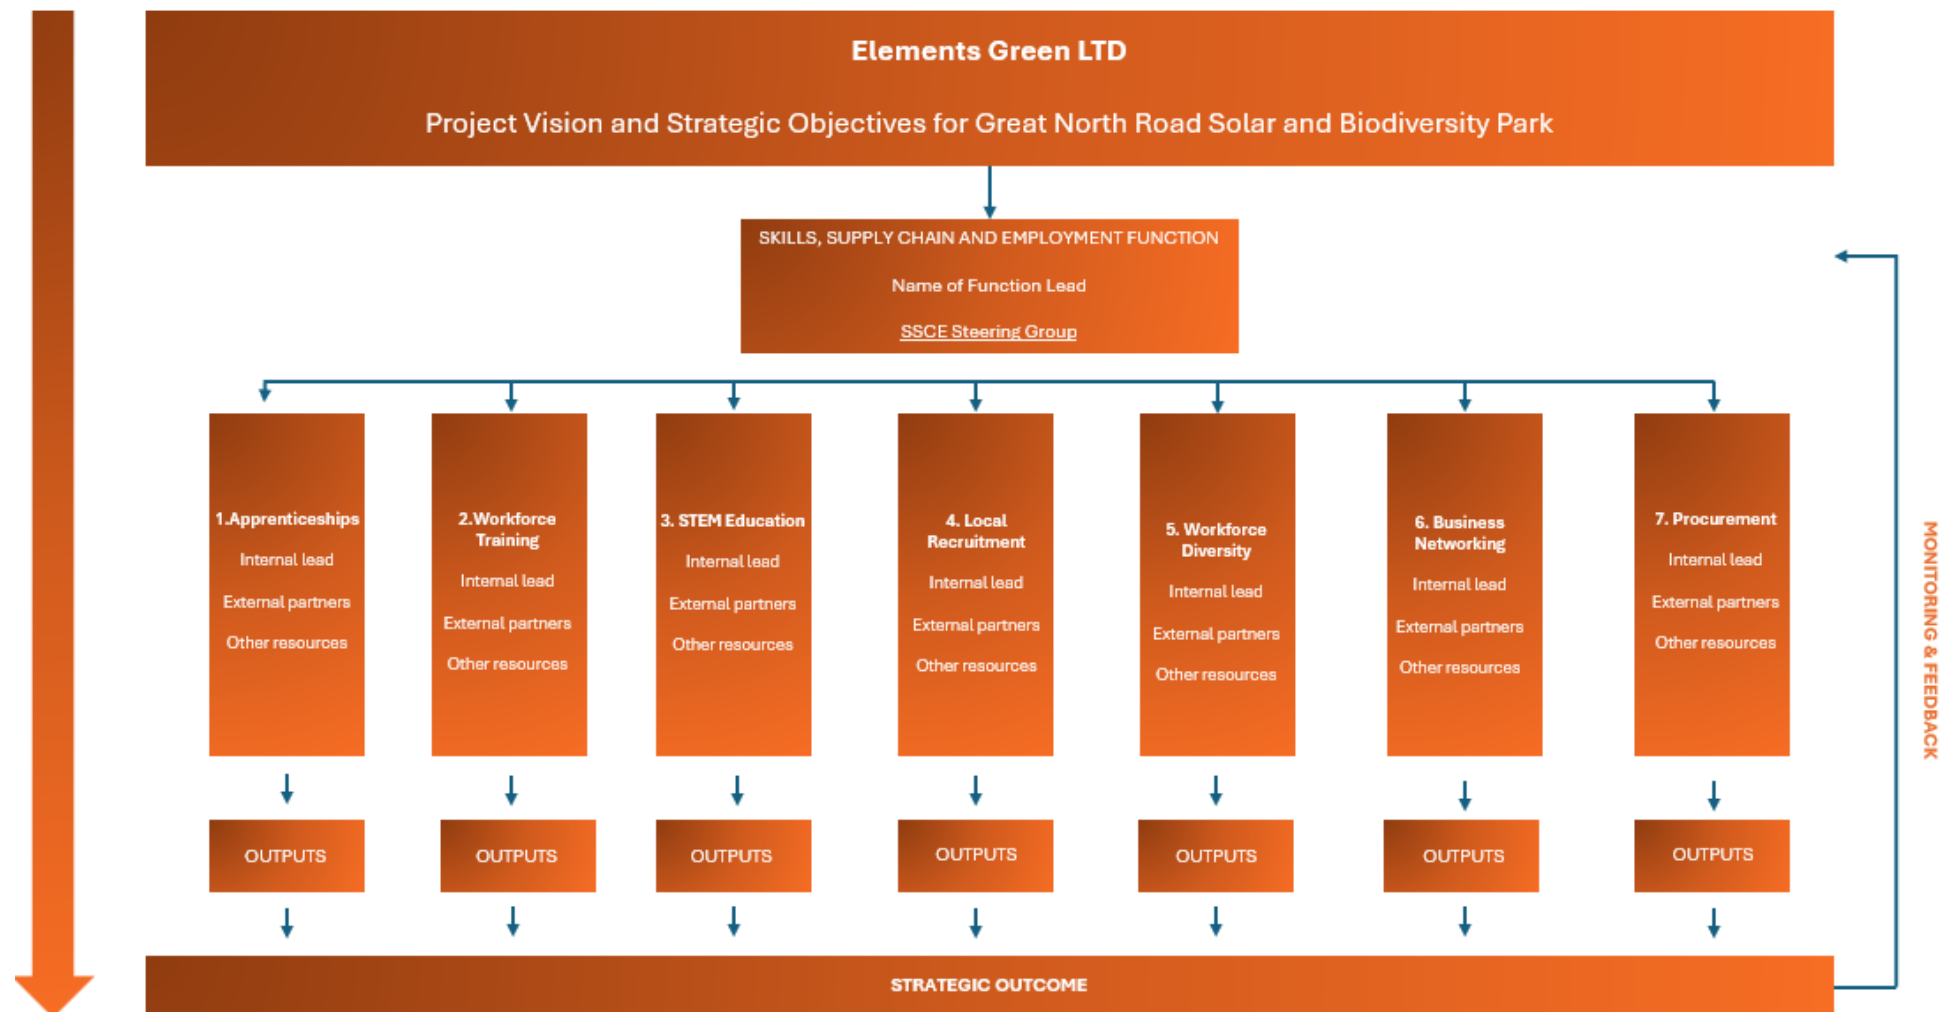 Elements Green LTD
Project Vision and Strategic Objectives for Great North Road Solar and Biodiversity Park
SKILLS, SUPPLY CHAIN AND EMPLOYMENT FUNCTION
Name of Function Lead
SSCE Steering Group
1.Apprenticeships
Internal lead
External partners
Other resources
2.Workforce
Training
Internal lead
External partners
Other resources
3. STEM Education
Internal lead
External partners
Other resources
4. Local
Recruitment
Internal lead
External partners
Other resources
5. Workforce
Diversity
Internal lead
External partners
Other resources
6. Business
Networking
Internal lead
External partners
Other resources
7. Procurement
Internal lead
External partners
Other resources
OUTPUTS
OUTPUTS
OUTPUTS
OUTPUTS
OUTPUTS
OUTPUTS
OUTPUTS
STRATEGIC OUTCOME
MONITORING & FEEDBACK